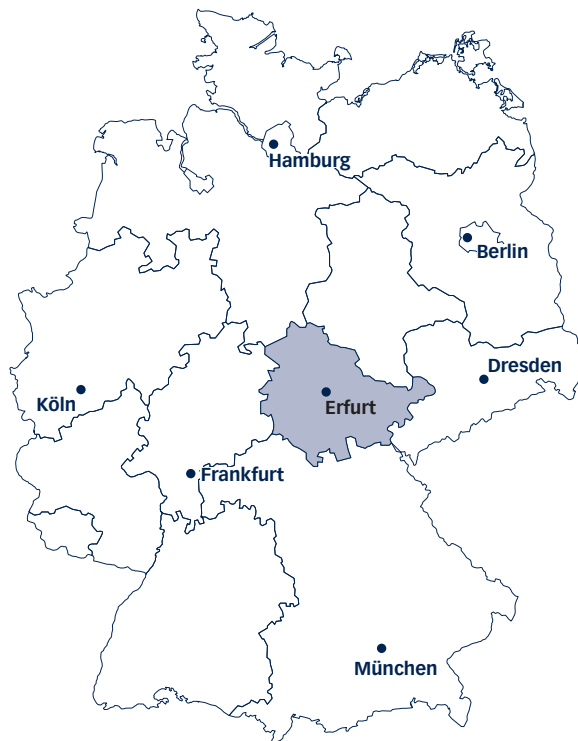 Hamburg
Berlin
Dresden
Köln
Erfurt
Frankfurt
München